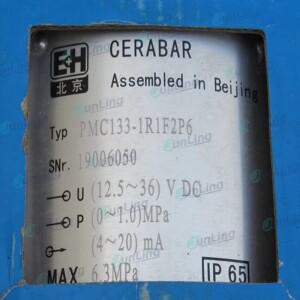 E+H CERABAR
北京 Assembled in Beijing
Typ PMC133-1R1F2P6
SNr. 19006050
U (12.5~36) V DC
P (0~1.0)MPa
(4~20) mA
MAX 6.3MPa IP 65
SunLing